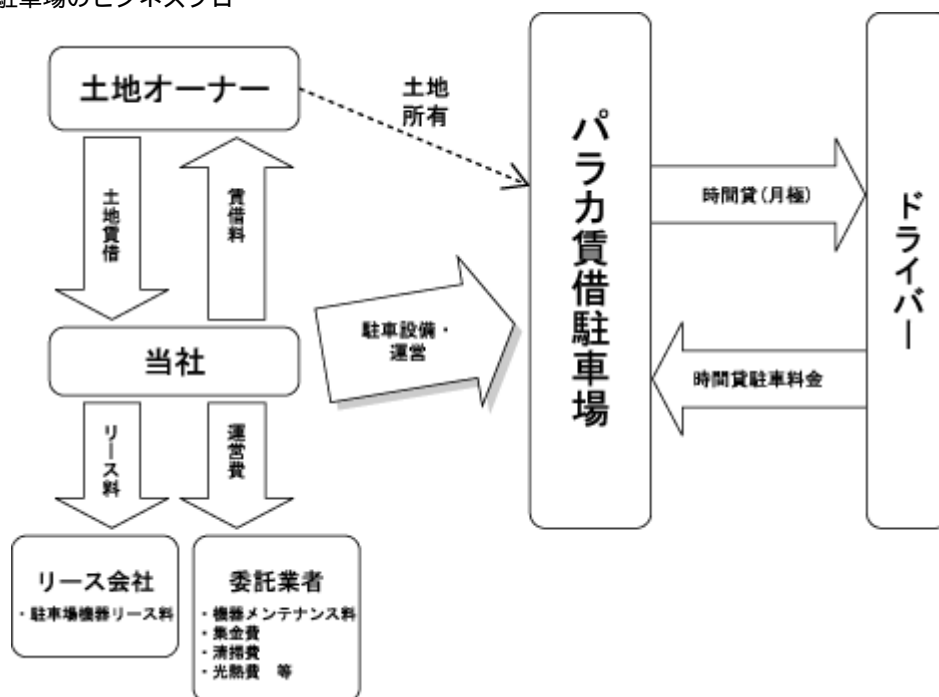 駐車場のビジネスフロー
土地オーナー
土地
所有
土地賃借
賃借料
パラカ賃借駐車場
時間貸(月極)
ドライバー
駐車設備・
運営
当社
時間貸駐車料金
リース料
運営費
リース会社
・駐車場機器リース料
委託業者
・機器メンテナンス料
・集金費
・清掃費
・光熱費 等